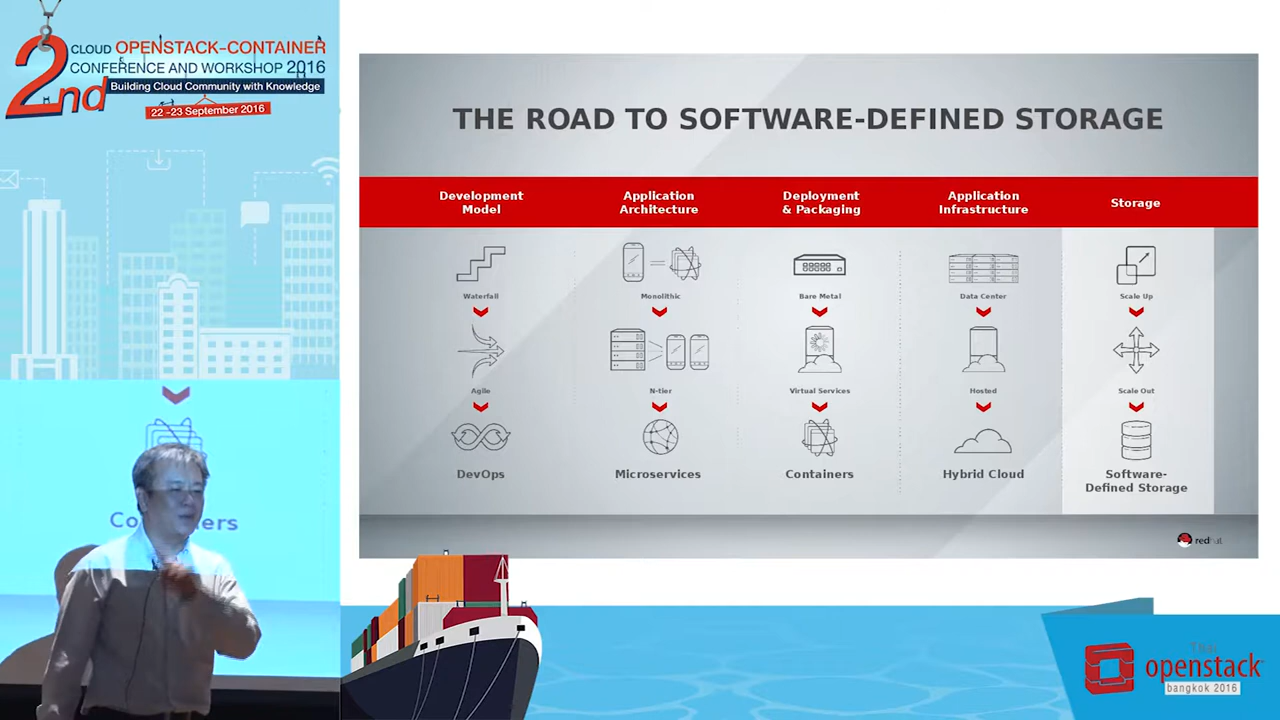 2nd
CLOUD OPENSTACK-CONTAINER
CONFERENCE AND WORKSHOP 2016
Building Cloud Community with Knowledge
22 -23 September 2016
THE ROAD TO SOFTWARE-DEFINED STORAGE
Development
Model
Application
Architecture
Deployment
& Packaging
Application
Infrastructure
Storage
Waterfall
Monolithic
Bare Metal
Data Center
Scale Up
Agile
N-tier
Virtual Services
Hosted
Scale Out
DevOps
Microservices
Containers
Hybrid Cloud
Software-
Defined Storage
redhat.
openstack
bangkok 2016